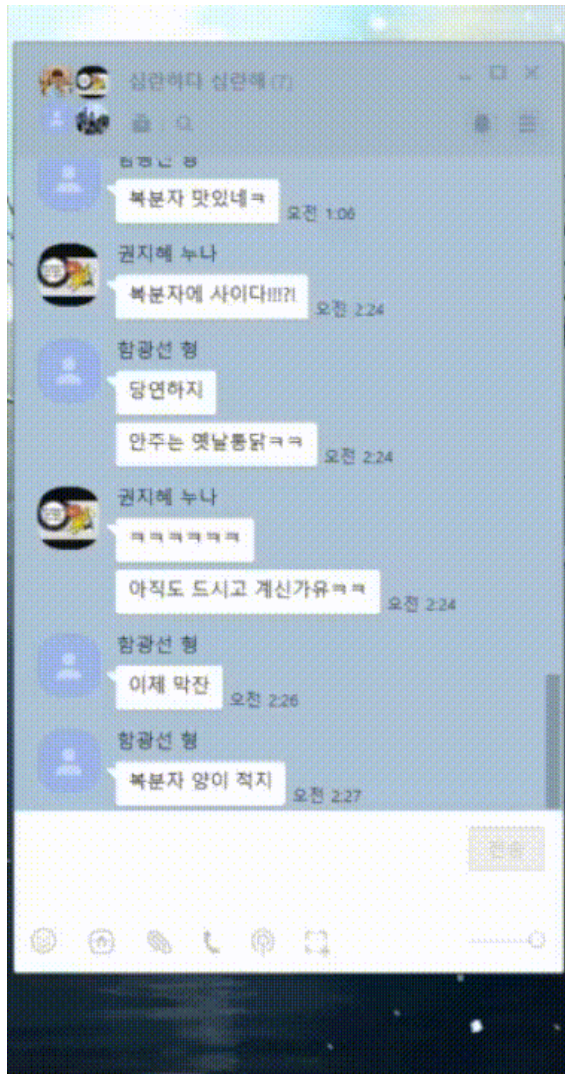 심란하다 심란해 (7)
함광선 형
복분자 맛있네ㅋ
오전 1:06
권지혜 누나
복분자에 사이다!!!?!
오전 2:24
함광선 형
당연하지
안주는 옛날통닭ㅋㅋ
오전 2:24
권지혜 누나
ㅋㅋㅋㅋㅋㅋ
아직도 드시고 계신가유ㅋㅋ
오전 2:24
함광선 형
이제 막잔
오전 2:26
함광선 형
복분자 양이 적지
오전 2:27
전송